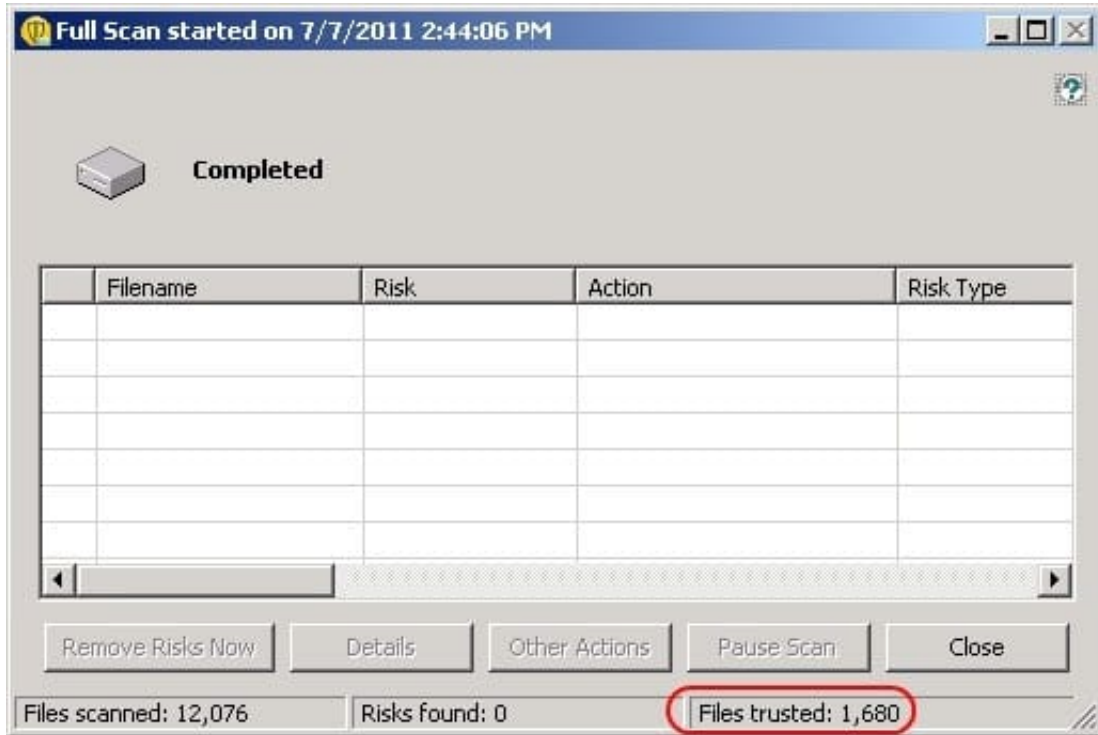 Full Scan started on 7/7/2011 2:44:06 PM
?
Completed
Filename Risk Action Risk Type
Remove Risks Now Details Other Actions Pause Scan Close
Files scanned: 12,076 Risks found: 0 Files trusted: 1,680